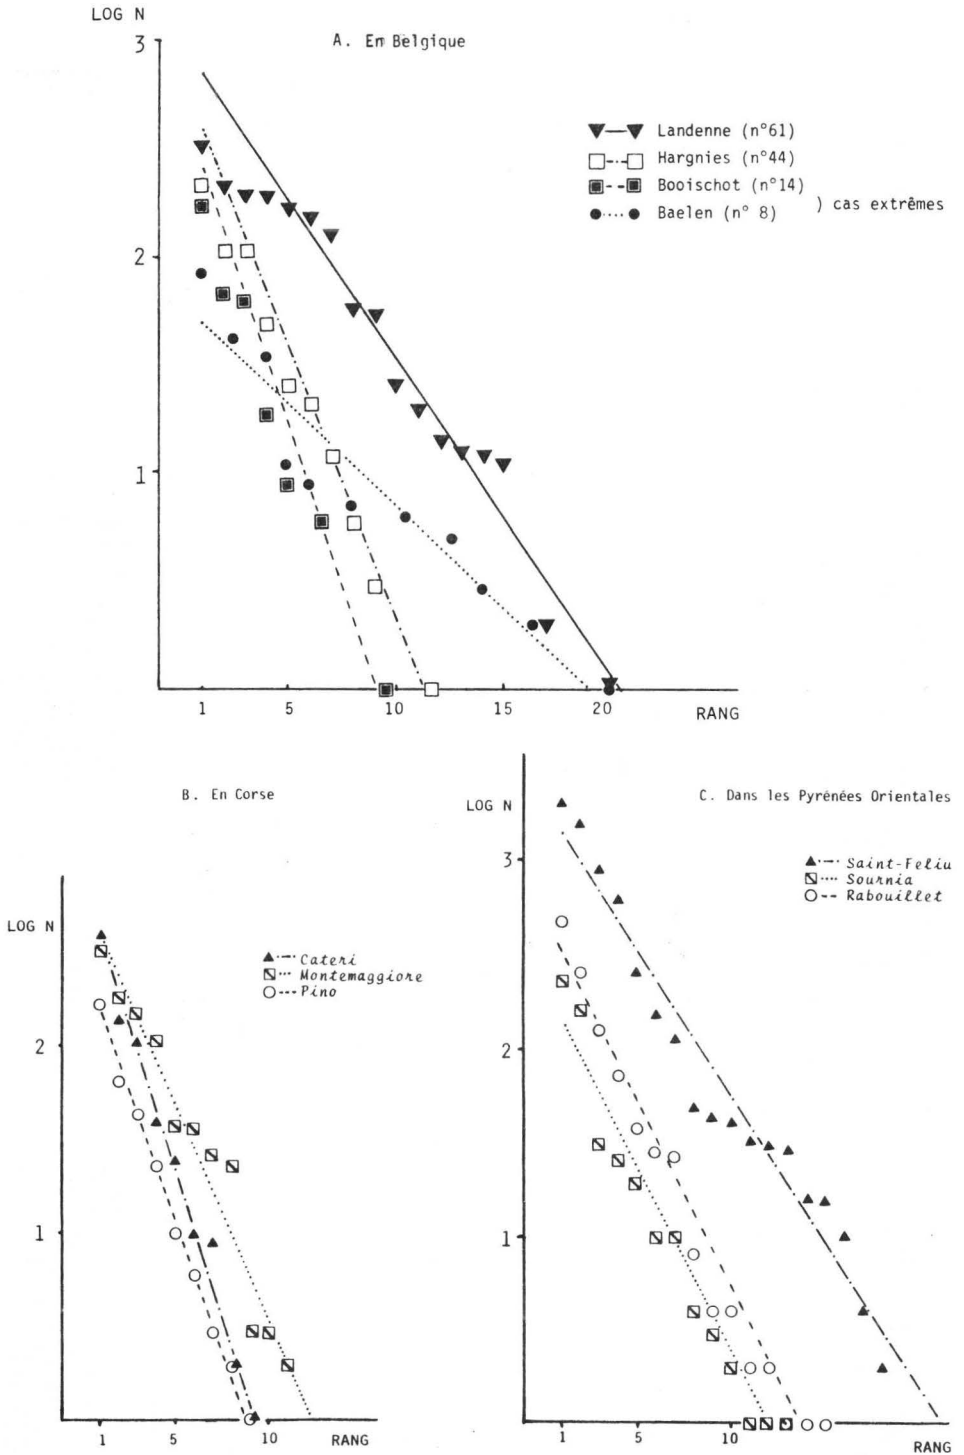 LOG N
3
A. En Belgique
Landenne (n°61)
Hargnies (n°44)
Booischot (n°14)
Baelen (n° 8)
) cas extrêmes
2
1
1 5 10 15 20
RANG
B. En Corse
LOG N
Cateri
Montemaggiore
Pino
2
1
1 5 10 RANG
LOG N
C. Dans les Pyrénées Orientales
3
Saint-Feliu
Sournia
Rabouillet
2
1
1 5 10
RANG